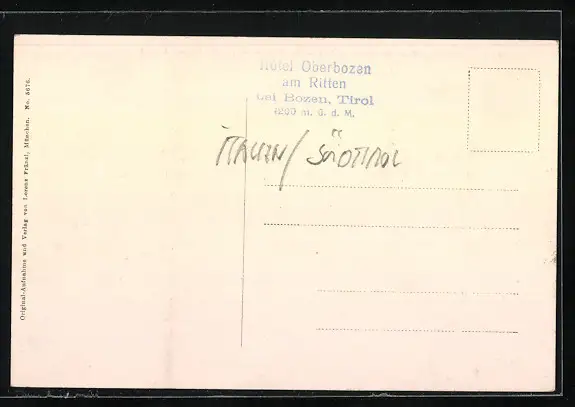 Hotel Oberbozen
am Ritten
bei Bozen, Tirol
1200 m. ü. d. M.
ITALIEN / SÜDTIROL
Original-Aufnahme und Verlag von Lorenz Fränzl, München. No. 5676.